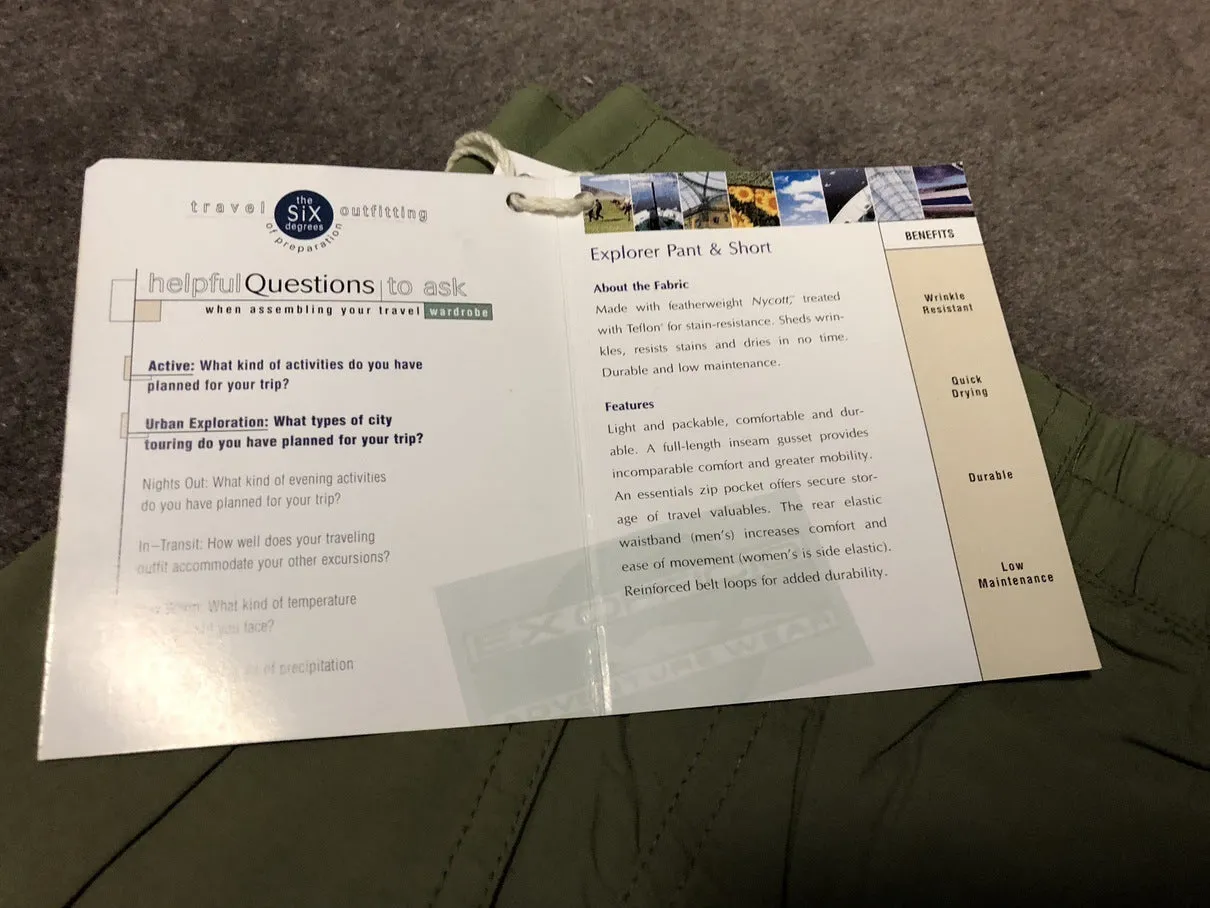 travel the SiX degrees of preparation outfitting
helpful Questions to ask
when assembling your travel wardrobe
Active: What kind of activities do you have
planned for your trip?
Urban Exploration: What types of city
touring do you have planned for your trip?
Nights Out: What kind of evening activities
do you have planned for your trip?
In-Transit: How well does your traveling
outfit accommodate your other excursions?
What kind of temperature
you face?
of precipitation
Explorer Pant & Short
About the Fabric
Made with featherweight Nycott,™ treated
with Teflon® for stain-resistance. Sheds wrin-
kles, resists stains and dries in no time.
Durable and low maintenance.
Features
Light and packable, comfortable and dur-
able. A full-length inseam gusset provides
incomparable comfort and greater mobility.
An essentials zip pocket offers secure stor-
age of travel valuables. The rear elastic
waistband (men's) increases comfort and
ease of movement (women's is side elastic).
Reinforced belt loops for added durability.
BENEFITS
Wrinkle
Resistant
Quick
Drying
Durable
Low
Maintenance